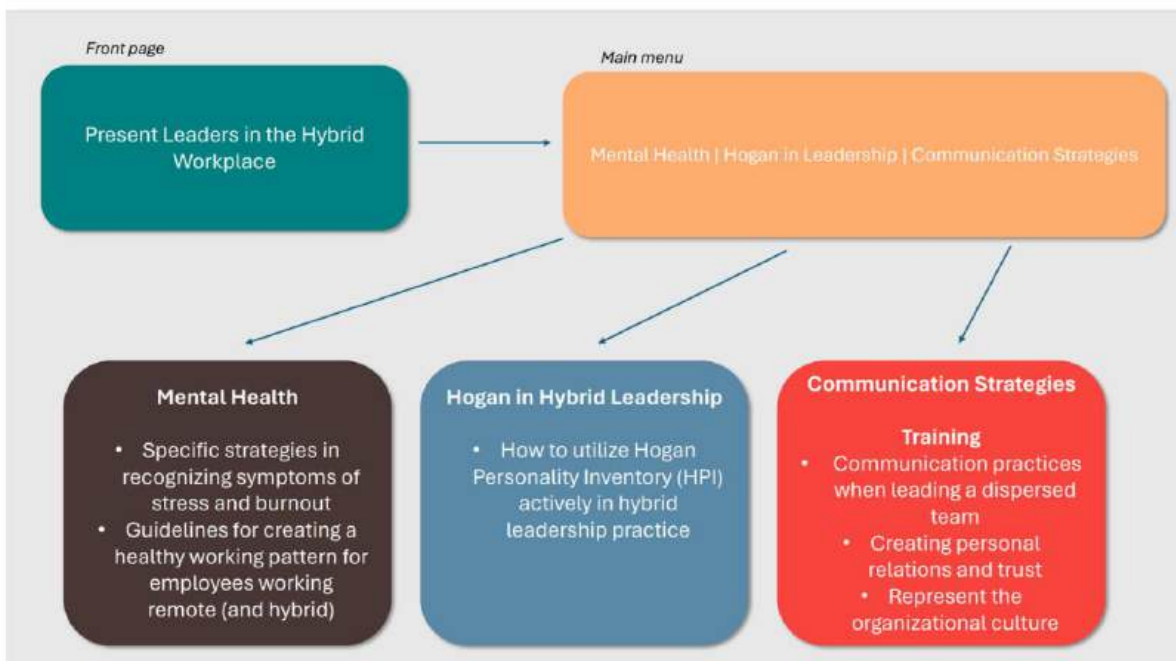 Front page
Main menu
Present Leaders in the Hybrid
Workplace
Mental Health | Hogan in Leadership | Communication Strategies
Mental Health
• Specific strategies in
recognizing symptoms of
stress and burnout
• Guidelines for creating a
healthy working pattern for
employees working
remote (and hybrid)
Hogan in Hybrid Leadership
• How to utilize Hogan
Personality Inventory (HPI)
actively in hybrid
leadership practice
Communication Strategies
Training
• Communication practices
when leading a dispersed
team
• Creating personal
relations and trust
• Represent the
organizational culture